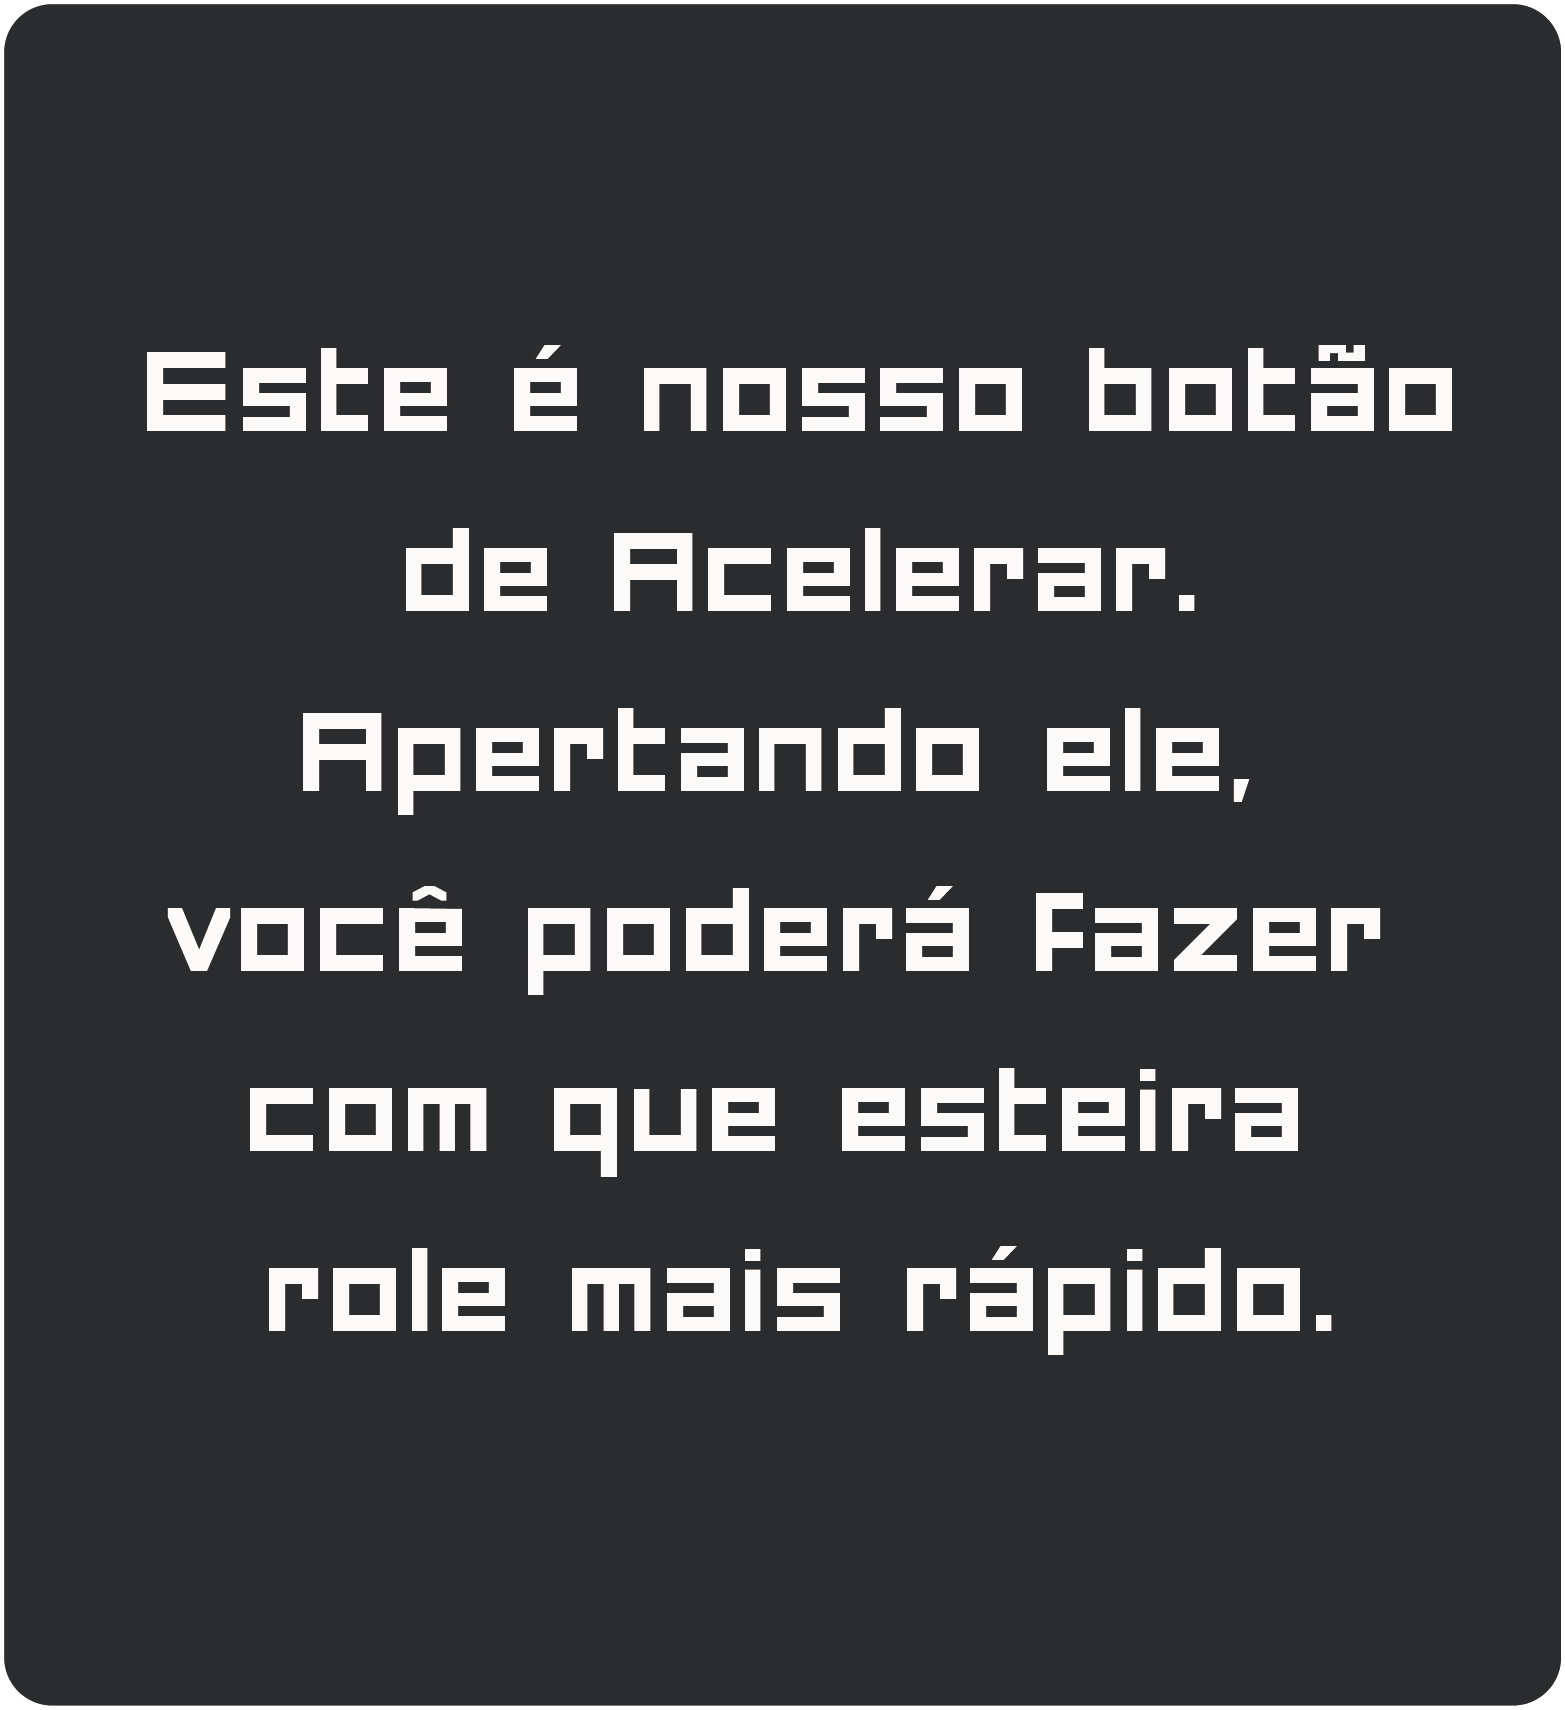 Este é nosso botão
de Acelerar.
Apertando ele,
você poderá fazer
com que esteira
role mais rápido.